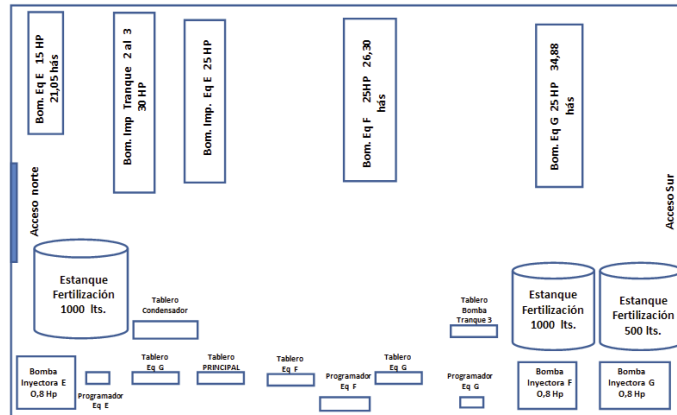 Bom. Eq E 15 HP
21,05 hás
Bom. Imp Tranque 2 al 3
30 HP
Bom. Imp. Eq E 25 HP
Bom. Eq F 25HP 26,30
hás
Bom. Eq G 25 HP 34,88
hás
Acceso norte
Acceso Sur
Estanque
Fertilización
1000 lts.
Tablero
Condensador
Tablero
Bomba
Tranque 3
Estanque
Fertilización
1000 lts.
Estanque
Fertilización
500 lts.
Bomba
Inyectora E
O,8 Hp
Programador
Eq E
Tablero
Eq G
Tablero
PRINCIPAL
Tablero
Eq F
Programador
Eq F
Tablero
Eq G
Programador
Eq G
Bomba
Inyectora F
O,8 Hp
Bomba
Inyectora G
O,8 Hp